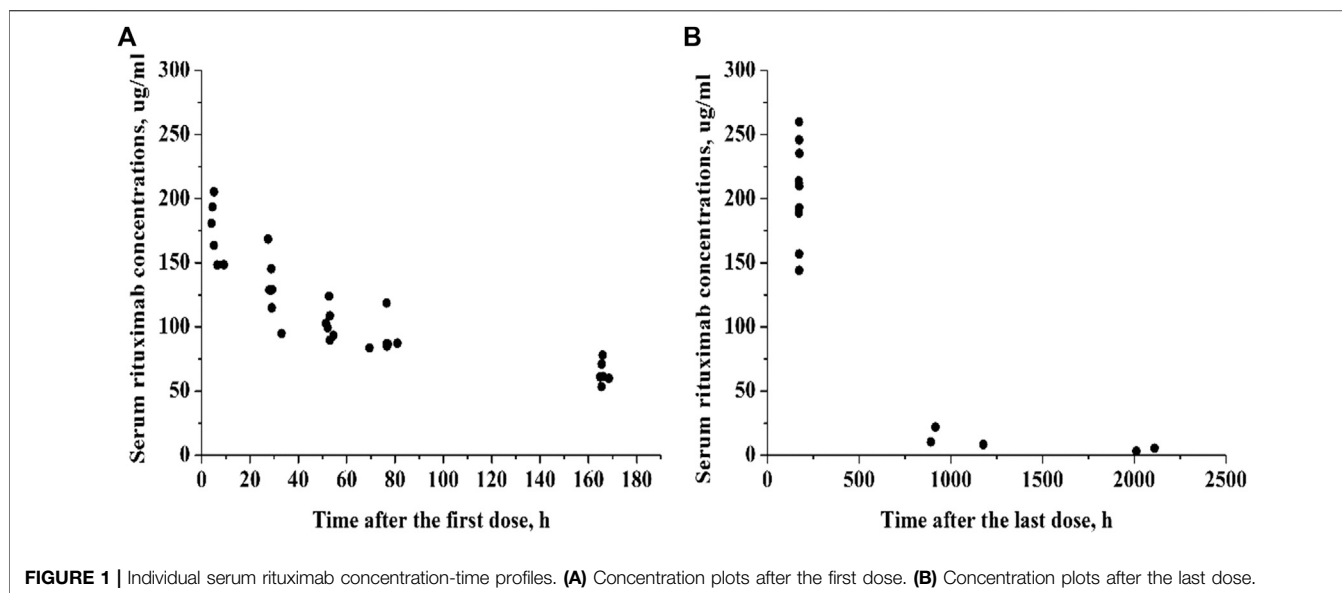 A
Serum rituximab concentrations, ug/ml
300
250
200
150
100
50
0
0 20 40 60 80 100 120 140 160 180
Time after the first dose, h
B
Serum rituximab concentrations, ug/ml
300
250
200
150
100
50
0
0 500 1000 1500 2000 2500
Time after the last dose, h
FIGURE 1 | Individual serum rituximab concentration-time profiles. (A) Concentration plots after the first dose. (B) Concentration plots after the last dose.